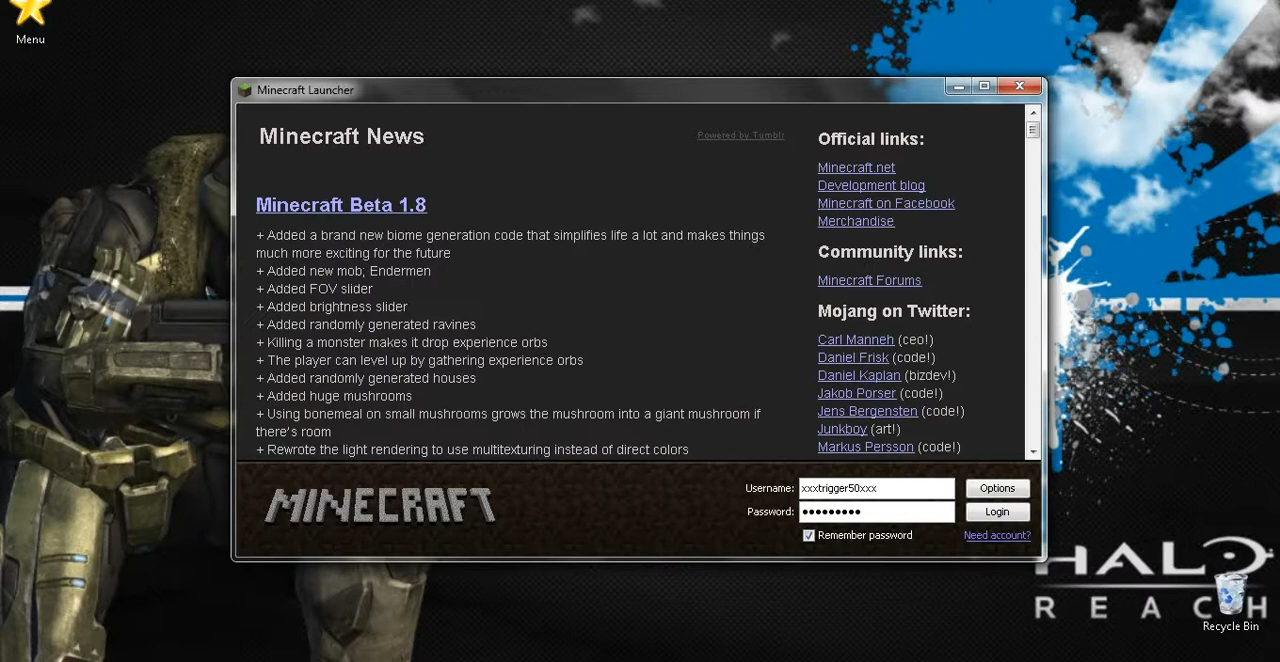 Menu
Minecraft Launcher
Minecraft News
Powered by Tumblr
Minecraft Beta 1.8
+ Added a brand new biome generation code that simplifies life a lot and makes things
much more exciting for the future
+ Added new mob; Endermen
+ Added FOV slider
+ Added brightness slider
+ Added randomly generated ravines
+ Killing a monster makes it drop experience orbs
+ The player can level up by gathering experience orbs
+ Added randomly generated houses
+ Added huge mushrooms
+ Using bonemeal on small mushrooms grows the mushroom into a giant mushroom if
there's room
+ Rewrote the light rendering to use multitexturing instead of direct colors
Official links:
Minecraft.net
Development blog
Minecraft on Facebook
Merchandise
Community links:
Minecraft Forums
Mojang on Twitter:
Carl Manneh (ceo!)
Daniel Frisk (code!)
Daniel Kaplan (bizdev!)
Jakob Porser (code!)
Jens Bergensten (code!)
Junkboy (art!)
Markus Persson (code!)
MINECRAFT
Username: xxxtrigger50xxx Options
Password: ●●●●●●●●● Login
Remember password Need account?
HALO
REACH
Recycle Bin